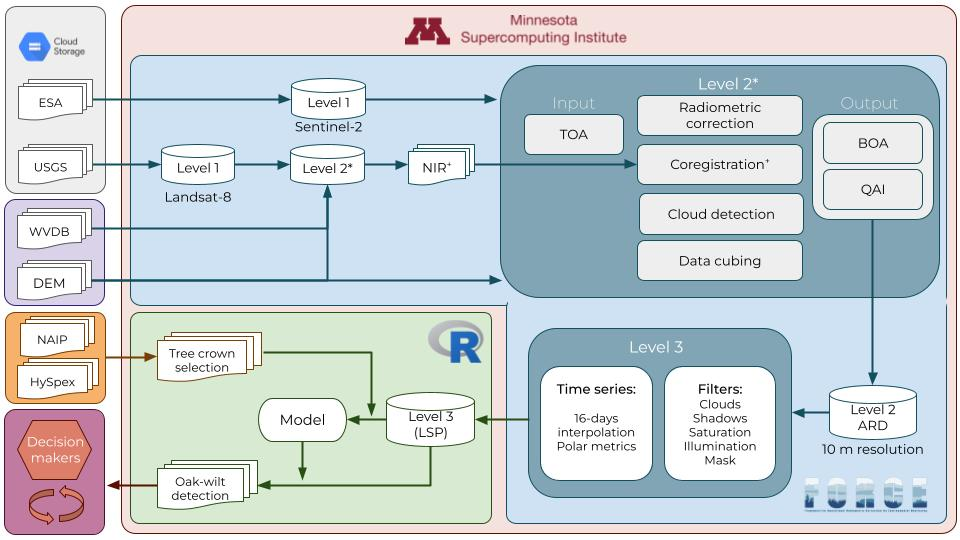 Minnesota
Supercomputing Institute
Cloud
Storage
ESA
USGS
WVDB
DEM
NAIP
HySpex
Decision
makers
Level 1
Sentinel-2
Level 1
Landsat-8
Level 2*
NIR+
Level 2*
Input
TOA
Radiometric
correction
Coregistration+
Cloud detection
Data cubing
Output
BOA
QAI
Level 2
ARD
10 m resolution
Level 3
Time series:
16-days
interpolation
Polar metrics
Filters:
Clouds
Shadows
Saturation
Illumination
Mask
FORCE
R
Tree crown
selection
Model
Level 3
(LSP)
Oak-wilt
detection